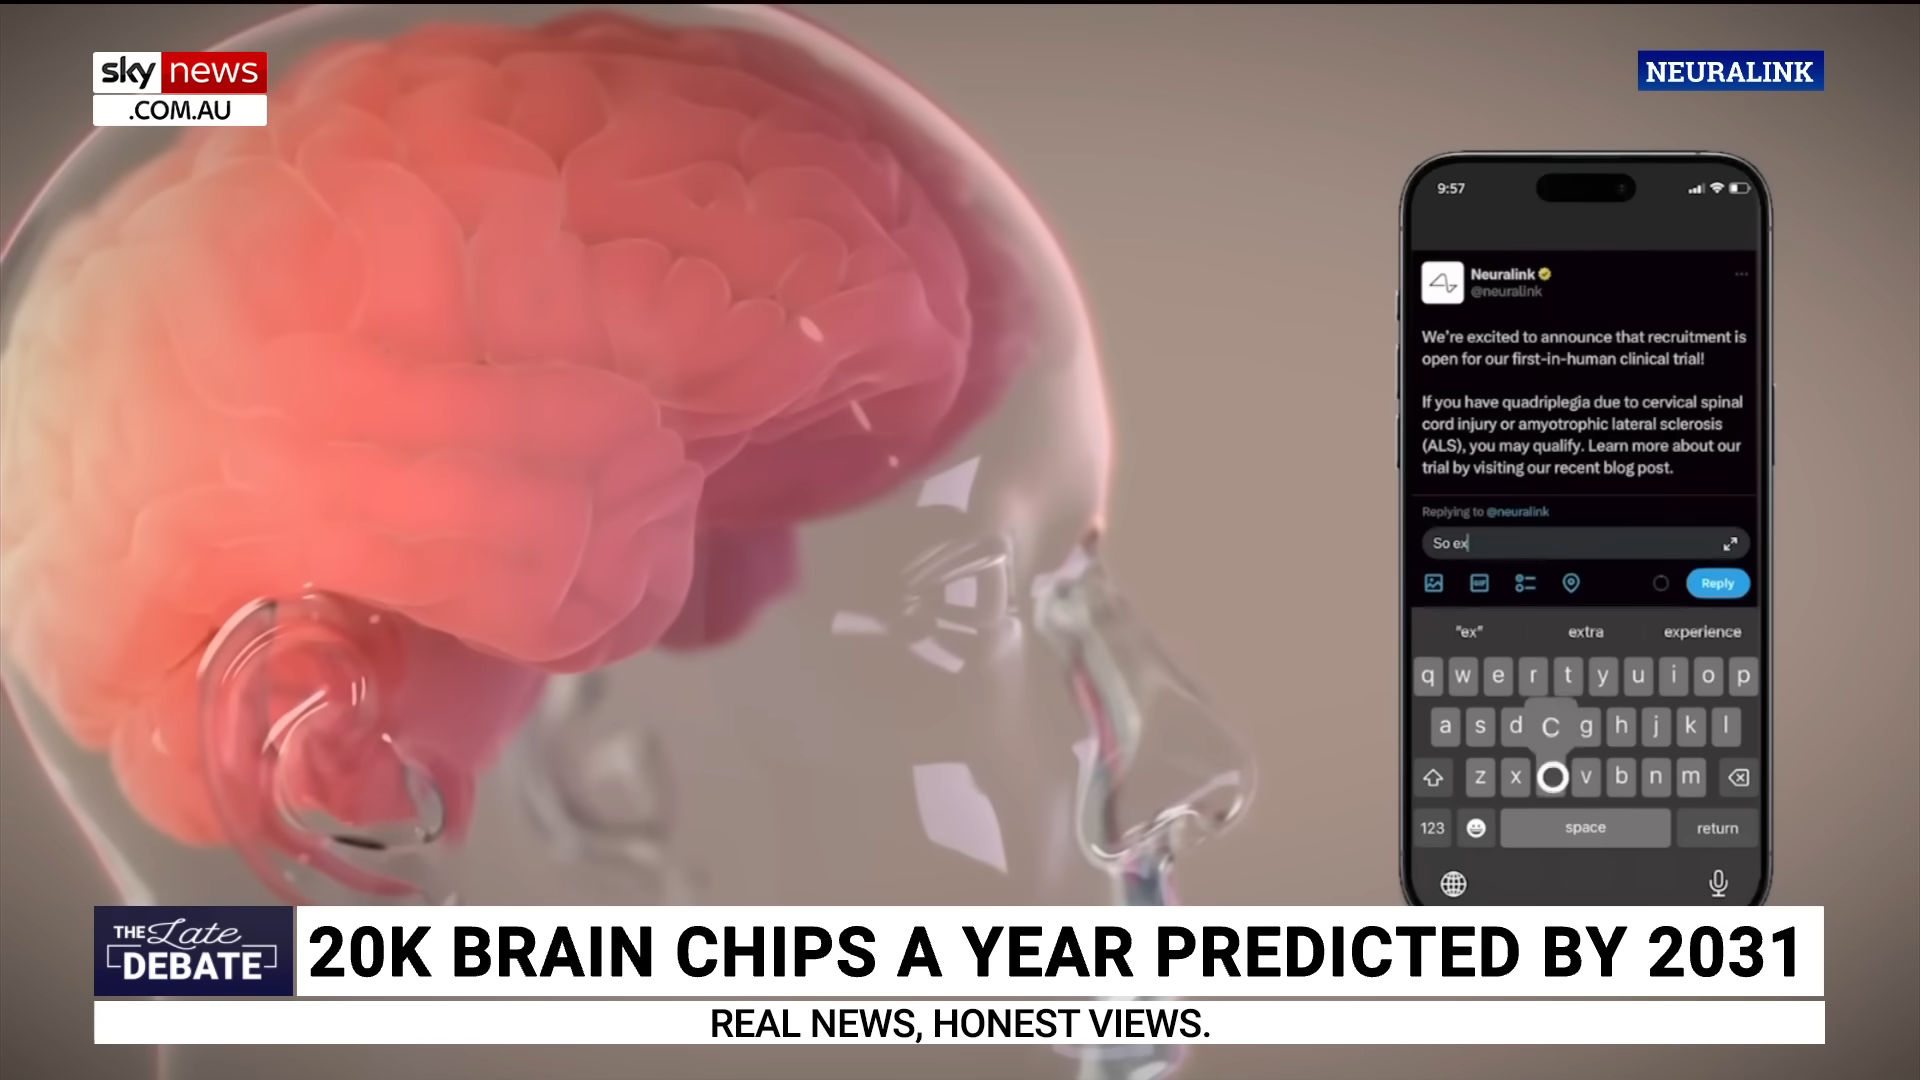 sky news
.COM.AU
NEURALINK
9:57
Neuralink
@neuralink
We're excited to announce that recruitment is
open for our first-in-human clinical trial!
If you have quadriplegia due to cervical spinal
cord injury or amyotrophic lateral sclerosis
(ALS), you may qualify. Learn more about our
trial by visiting our recent blog post.
Replying to @neuralink
So ex
GIF
Reply
"ex" extra experience
q w e r t y u i o p
a s d C g h j k l
z x v b n m
123 space return
THE Late
DEBATE
20K BRAIN CHIPS A YEAR PREDICTED BY 2031
REAL NEWS, HONEST VIEWS.